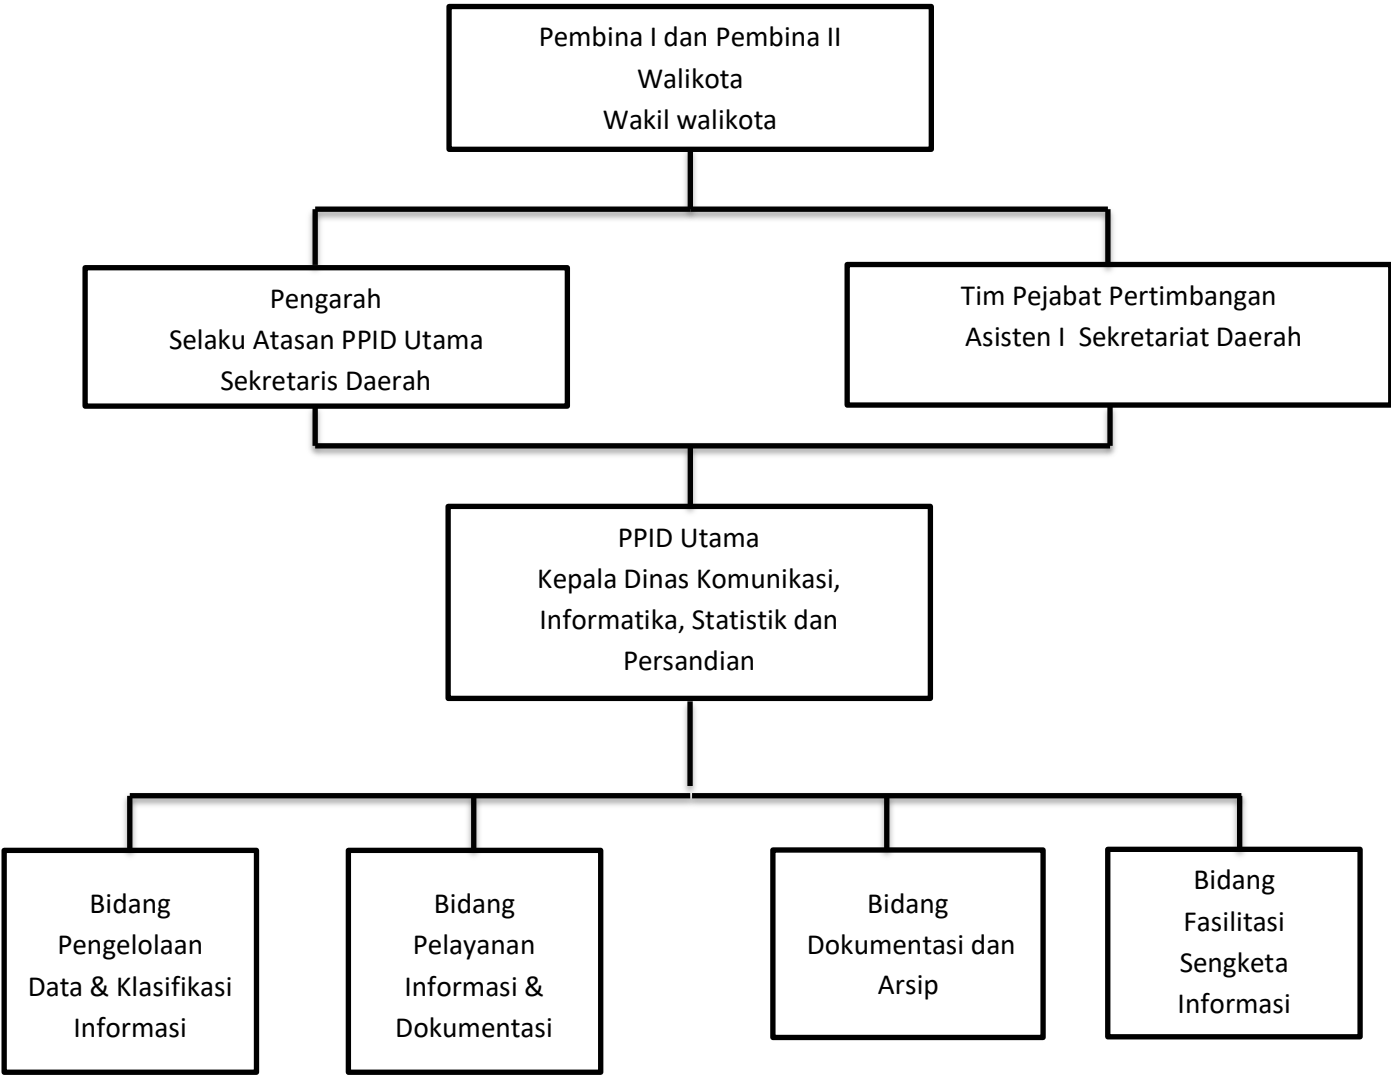 Pembina I dan Pembina II
Walikota
Wakil walikota
Pengarah
Selaku Atasan PPID Utama
Sekretaris Daerah
Tim Pejabat Pertimbangan
Asisten I  Sekretariat Daerah
PPID Utama
Kepala Dinas Komunikasi,
Informatika, Statistik dan
Persandian
Bidang
Pengelolaan
Data & Klasifikasi
Informasi
Bidang
Pelayanan
Informasi &
Dokumentasi
Bidang
Dokumentasi dan
Arsip
Bidang
Fasilitasi
Sengketa
Informasi